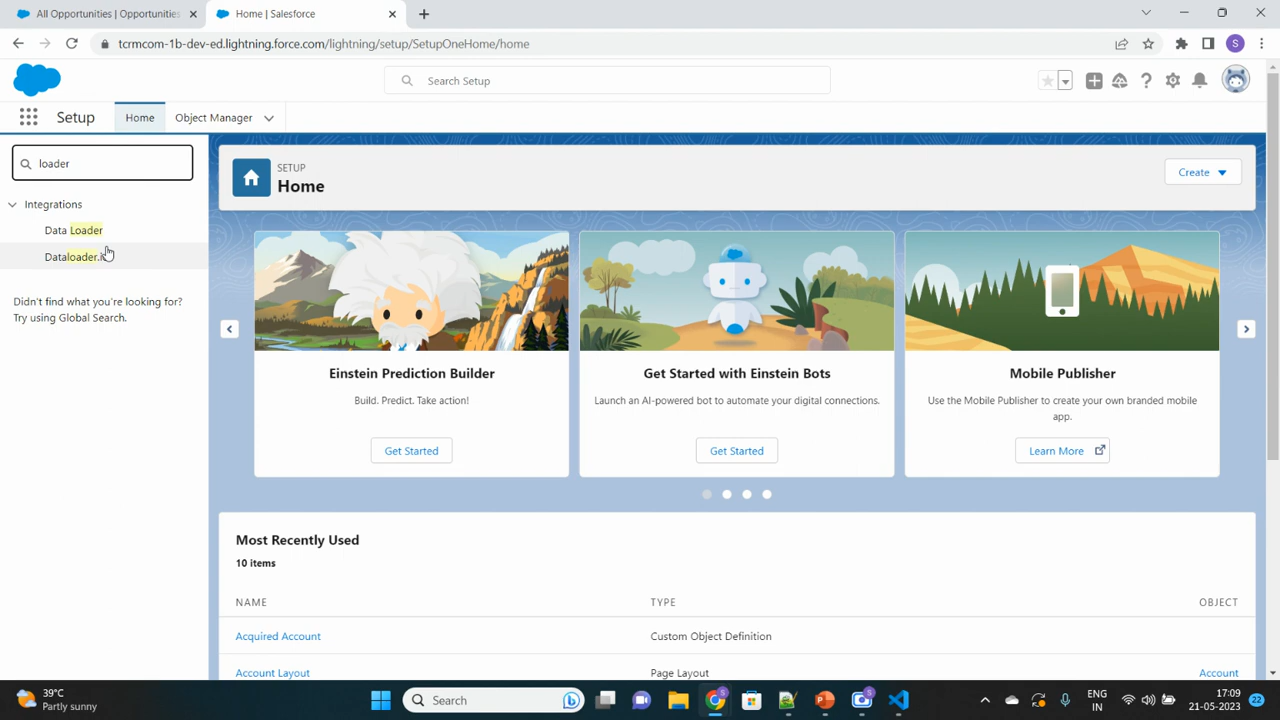 All Opportunities | Opportunities
Home | Salesforce
tcrmcom-1b-dev-ed.lightning.force.com/lightning/setup/SetupOneHome/home
S
Search Setup
Setup
Home
Object Manager
loader
Integrations
Data Loader
Dataloader.io
Didn't find what you're looking for?
Try using Global Search.
SETUP
Home
Create
Einstein Prediction Builder
Build. Predict. Take action!
Get Started
Get Started with Einstein Bots
Launch an AI-powered bot to automate your digital connections.
Get Started
Mobile Publisher
Use the Mobile Publisher to create your own branded mobile
app.
Learn More
Most Recently Used
10 items
NAME
TYPE
OBJECT
Acquired Account
Custom Object Definition
Account Layout
Page Layout
Account
39°C
Partly sunny
Search
ENG
IN
17:09
21-05-2023
22